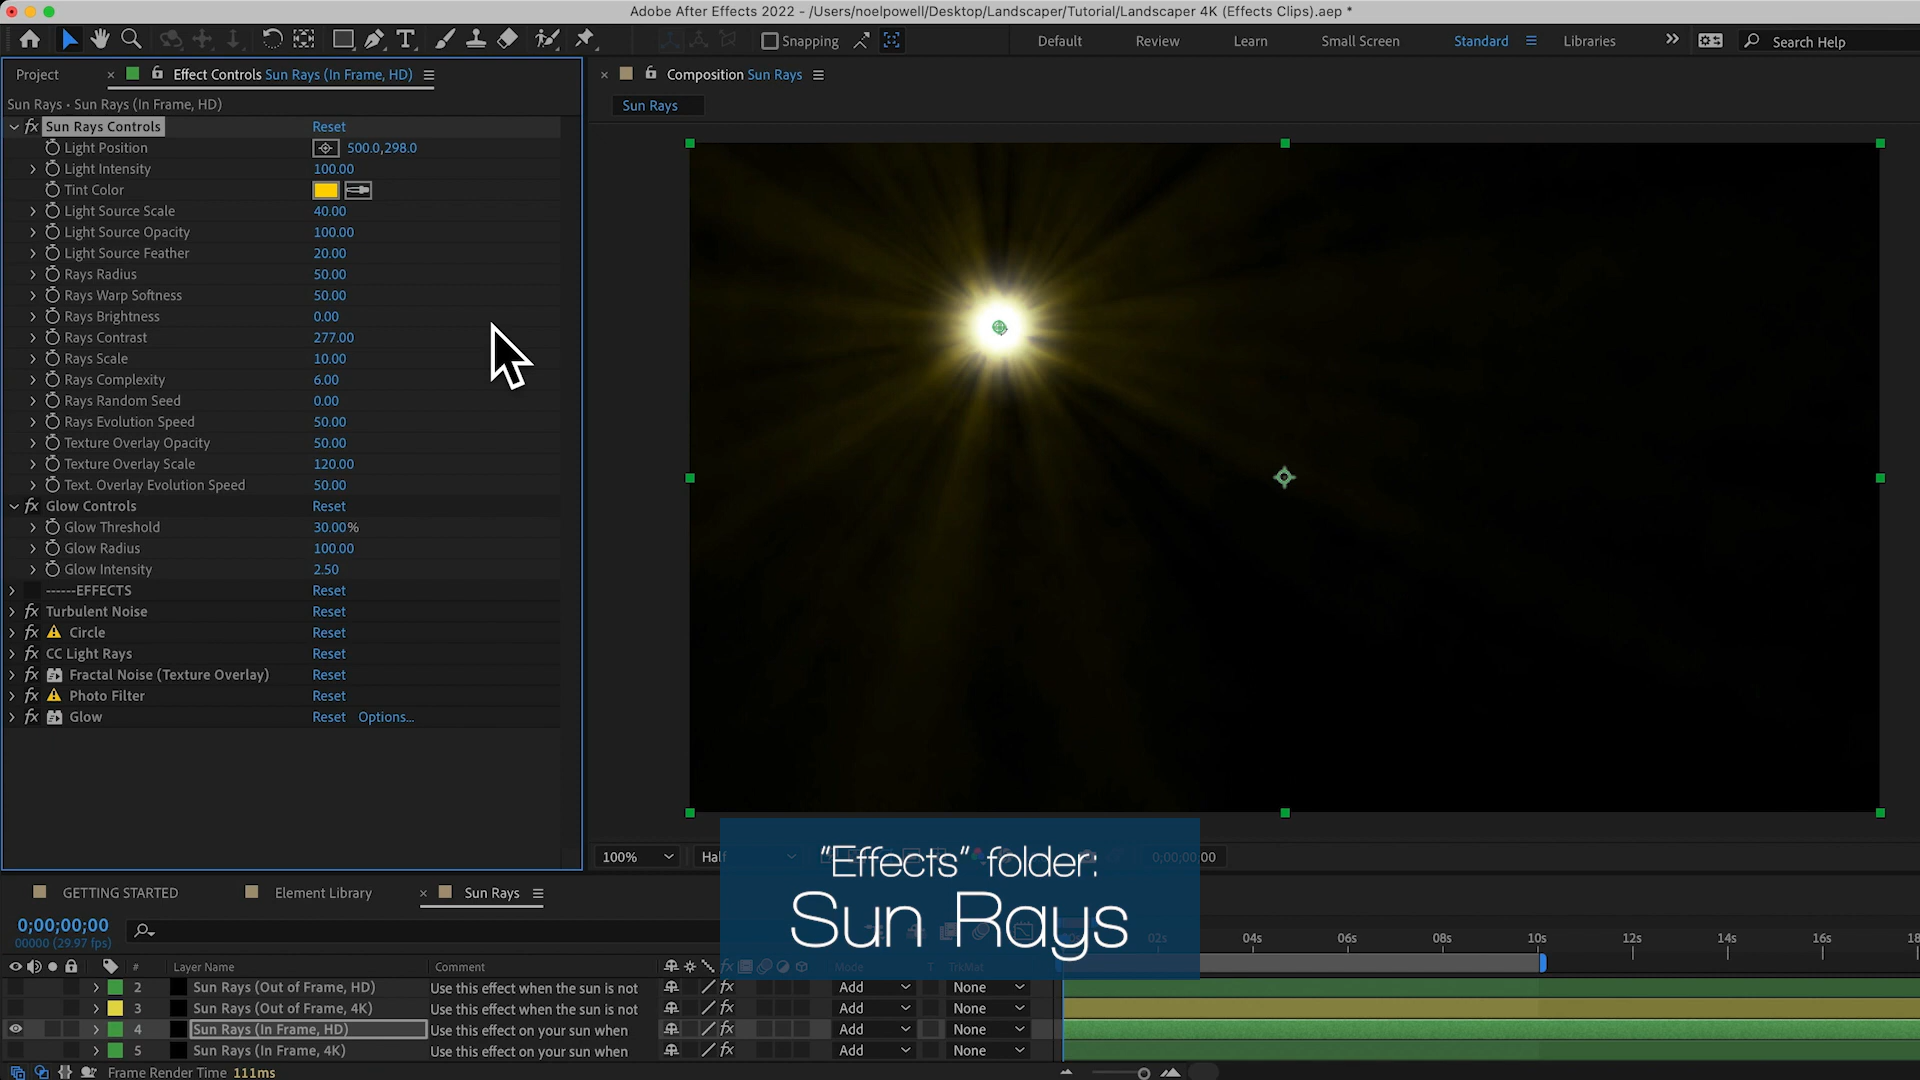 Adobe After Effects 2022 - /Users/noelpowell/Desktop/Landscaper/Tutorial/Landscaper 4K (Effects Clips).aep *
Snapping
Default
Review
Learn
Small Screen
Standard
Libraries
Search Help
Project
Effect Controls Sun Rays (In Frame, HD)
Composition Sun Rays
Sun Rays • Sun Rays (In Frame, HD)
Sun Rays
Sun Rays Controls Reset
Light Position 500.0,298.0
Light Intensity 100.00
Tint Color
Light Source Scale 40.00
Light Source Opacity 100.00
Light Source Feather 20.00
Rays Radius 50.00
Rays Warp Softness 50.00
Rays Brightness 0.00
Rays Contrast 277.00
Rays Scale 10.00
Rays Complexity 6.00
Rays Random Seed 0.00
Rays Evolution Speed 50.00
Texture Overlay Opacity 50.00
Texture Overlay Scale 120.00
Text. Overlay Evolution Speed 50.00
Glow Controls Reset
Glow Threshold 30.00%
Glow Radius 100.00
Glow Intensity 2.50
------EFFECTS Reset
Turbulent Noise Reset
Circle Reset
CC Light Rays Reset
Fractal Noise (Texture Overlay) Reset
Photo Filter Reset
Glow Reset Options...
100% Half 0;00;00;00
“Effects“ folder:
Sun Rays
GETTING STARTED
Element Library
Sun Rays
0;00;00;00
00000 (29.97 fps)
02s 04s 06s 08s 10s 12s 14s 16s 18
# Layer Name Comment Mode T TrkMat
2 Sun Rays (Out of Frame, HD) Use this effect when the sun is not Add None
3 Sun Rays (Out of Frame, 4K) Use this effect when the sun is not Add None
4 Sun Rays (In Frame, HD) Use this effect on your sun when Add None
5 Sun Rays (In Frame, 4K) Use this effect on your sun when Add None
Frame Render Time 111ms